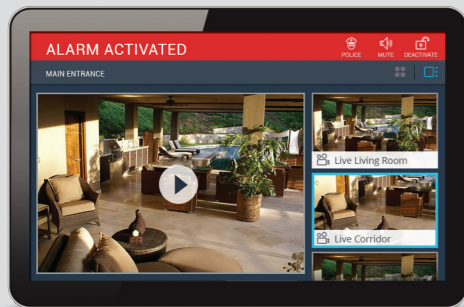 ALARM ACTIVATED
POLICE
MUTE
DEACTIVATE
MAIN ENTRANCE
Live Living Room
Live Corridor